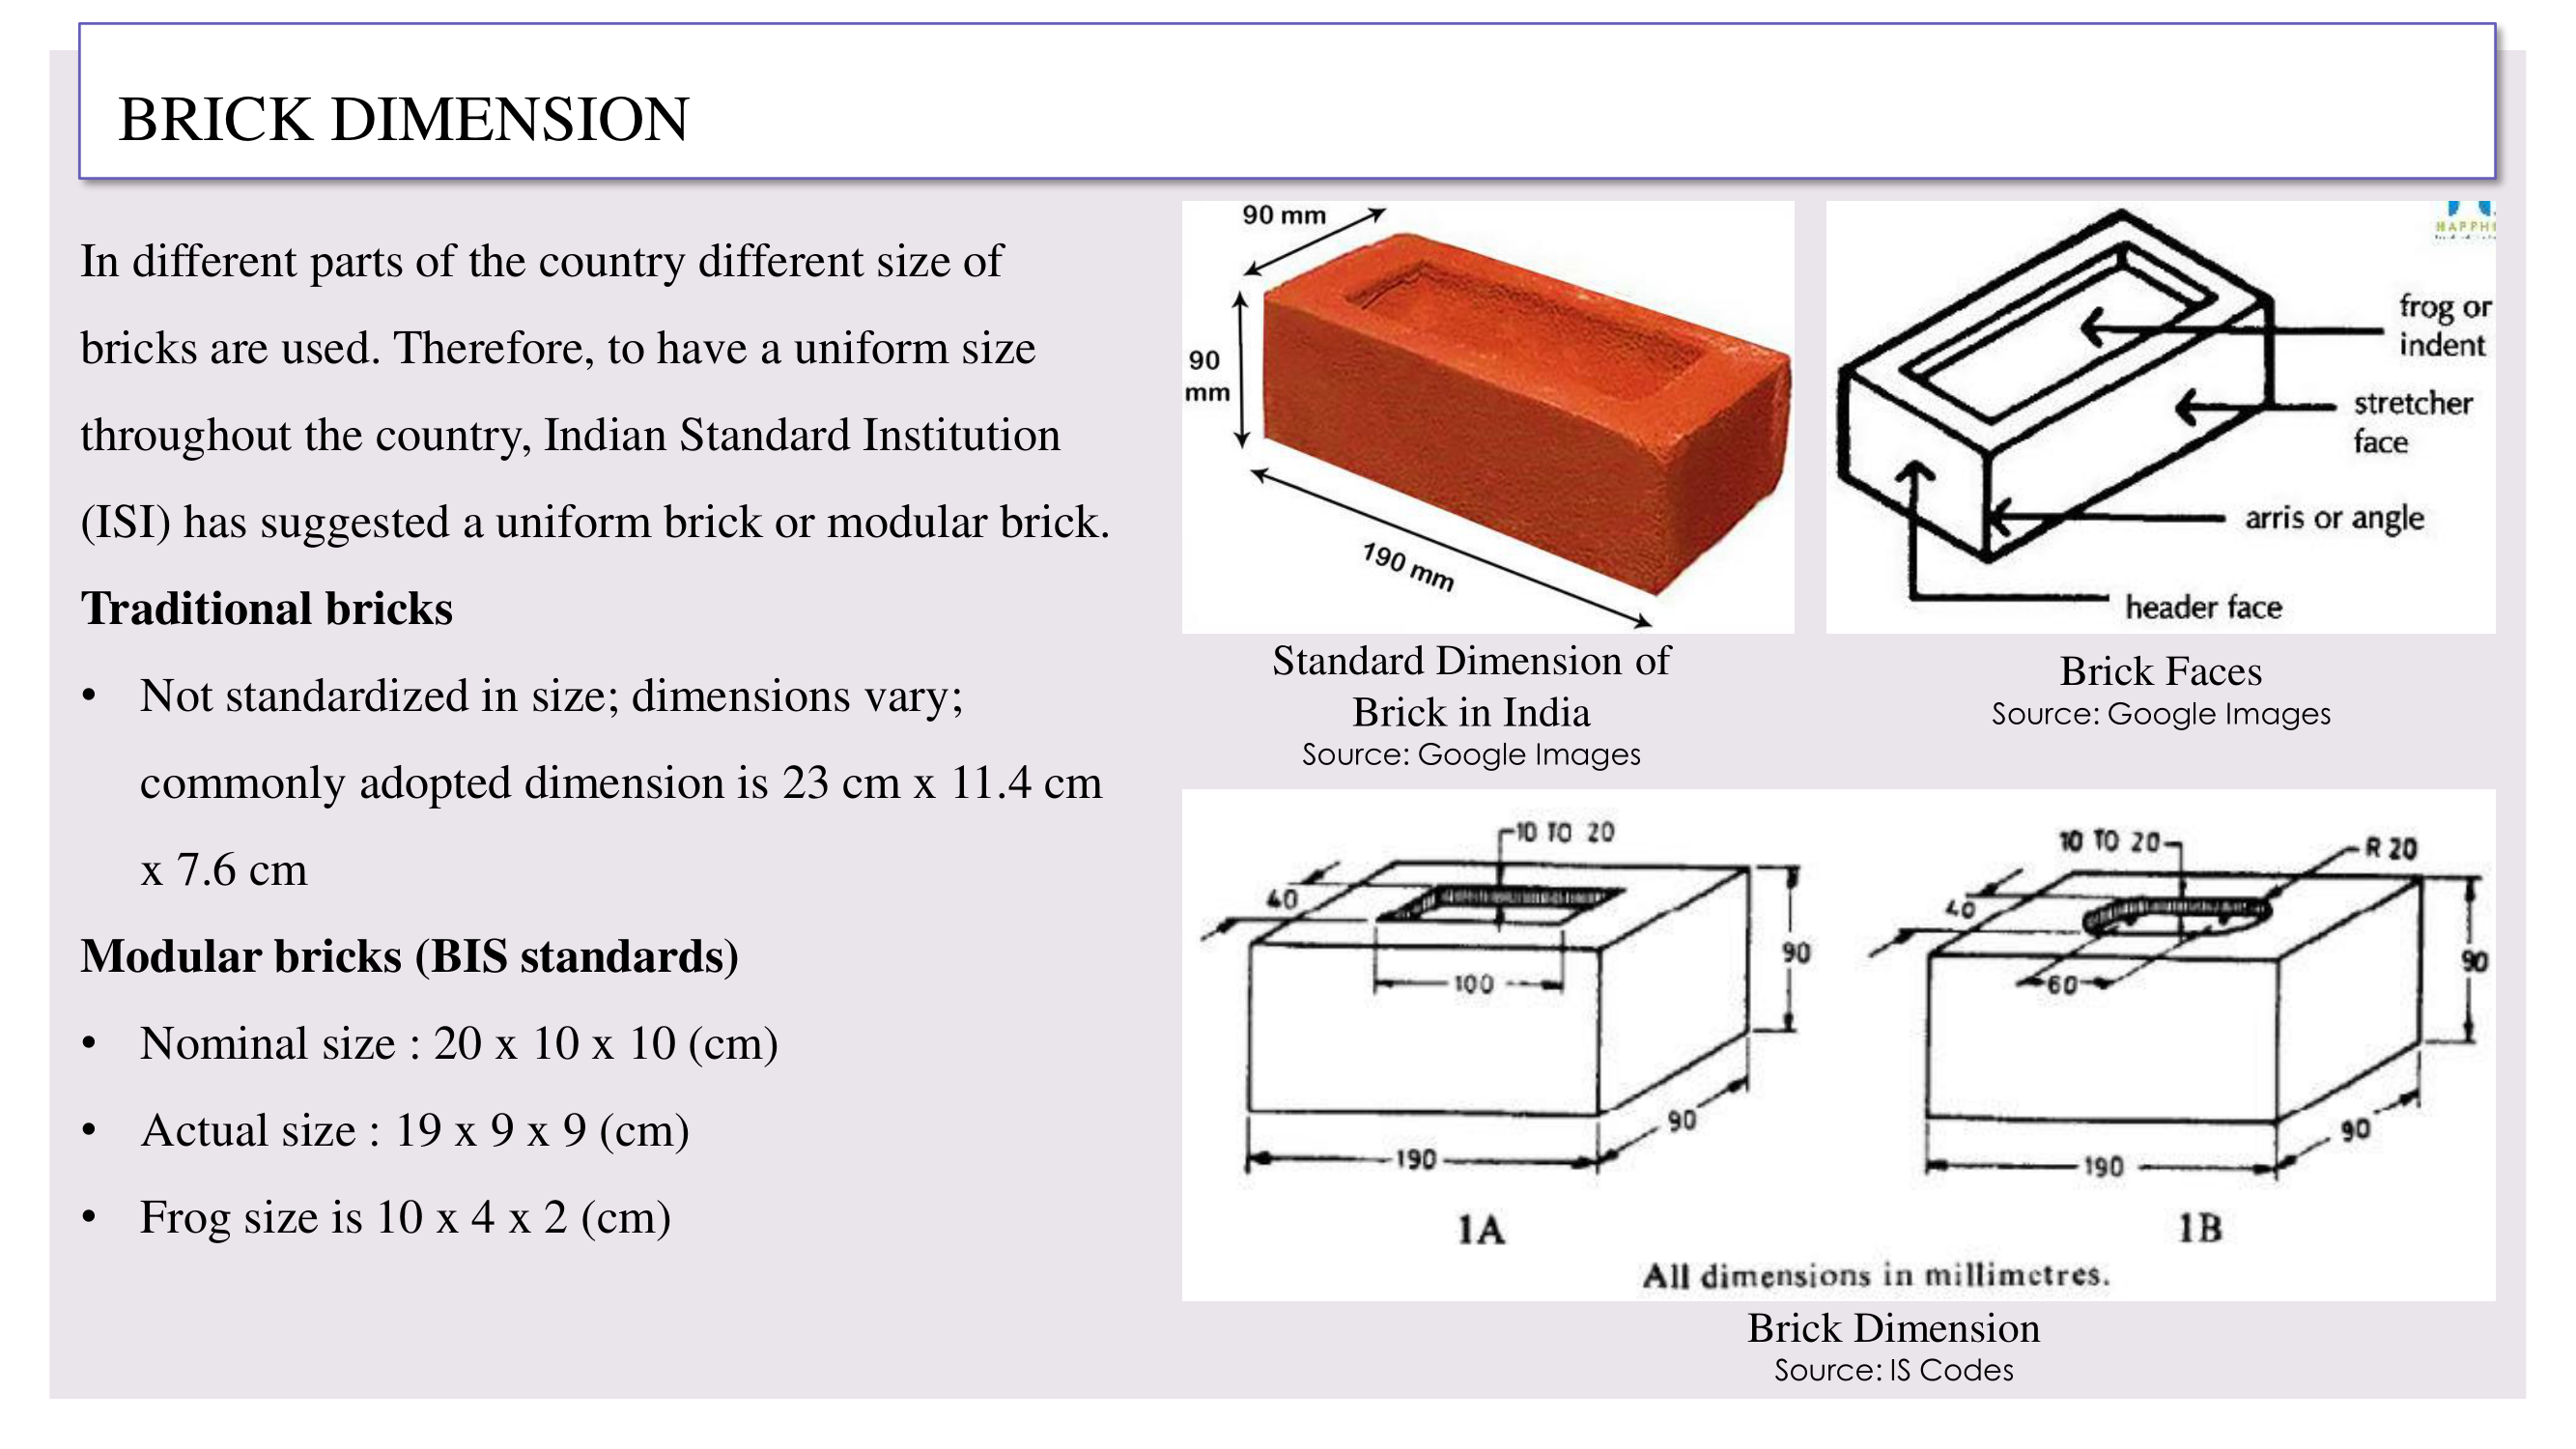 BRICK DIMENSION
In different parts of the country different size of
bricks are used. Therefore, to have a uniform size
throughout the country, Indian Standard Institution
(ISI) has suggested a uniform brick or modular brick.
Traditional bricks
• Not standardized in size; dimensions vary;
commonly adopted dimension is 23 cm x 11.4 cm
x 7.6 cm
Modular bricks (BIS standards)
• Nominal size : 20 x 10 x 10 (cm)
• Actual size : 19 x 9 x 9 (cm)
• Frog size is 10 x 4 x 2 (cm)
90 mm
90
mm
190 mm
Standard Dimension of
Brick in India
Source: Google Images
HAPPH
frog or
indent
stretcher
face
arris or angle
header face
Brick Faces
Source: Google Images
10 TO 20
40
100
90
90
190
1A
10 TO 20
R 20
40
60
90
90
190
1B
All dimensions in millimetres.
Brick Dimension
Source: IS Codes